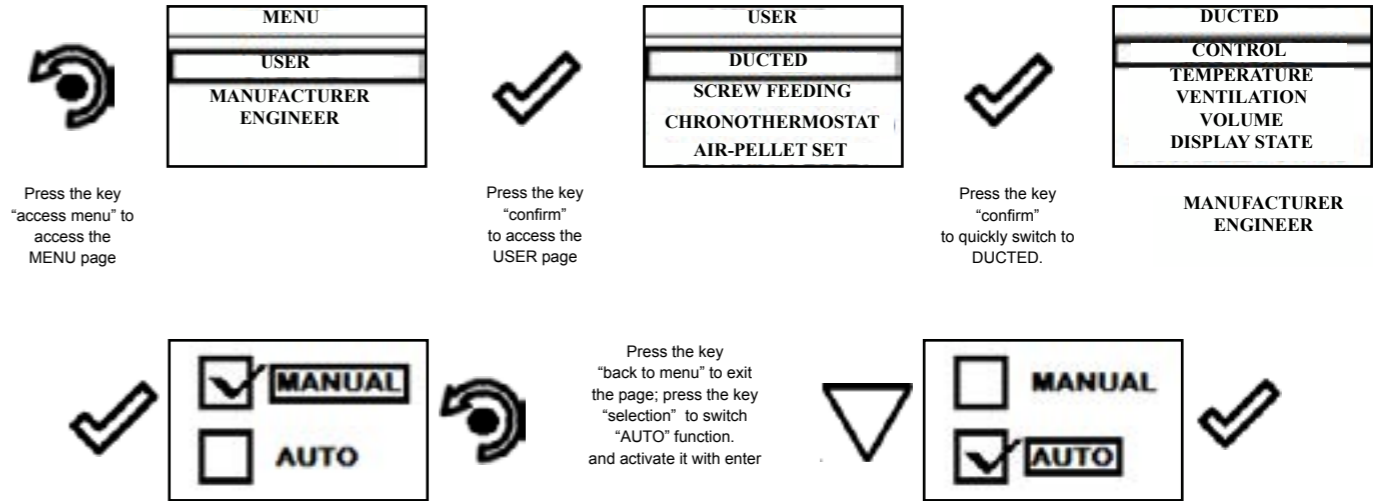 MENU
USER
MANUFACTURER
ENGINEER
Press the key
“access menu” to
access the
MENU page
Press the key
“confirm”
to access the
USER page
USER
DUCTED
SCREW FEEDING
CHRONOTHERMOSTAT
AIR-PELLET SET
Press the key
“confirm”
to quickly switch to
DUCTED.
DUCTED
CONTROL
TEMPERATURE
VENTILATION
VOLUME
DISPLAY STATE
MANUFACTURER
ENGINEER
MANUAL
AUTO
Press the key
“back to menu” to exit
the page; press the key
“selection” to switch
“AUTO” function.
and activate it with enter
MANUAL
AUTO